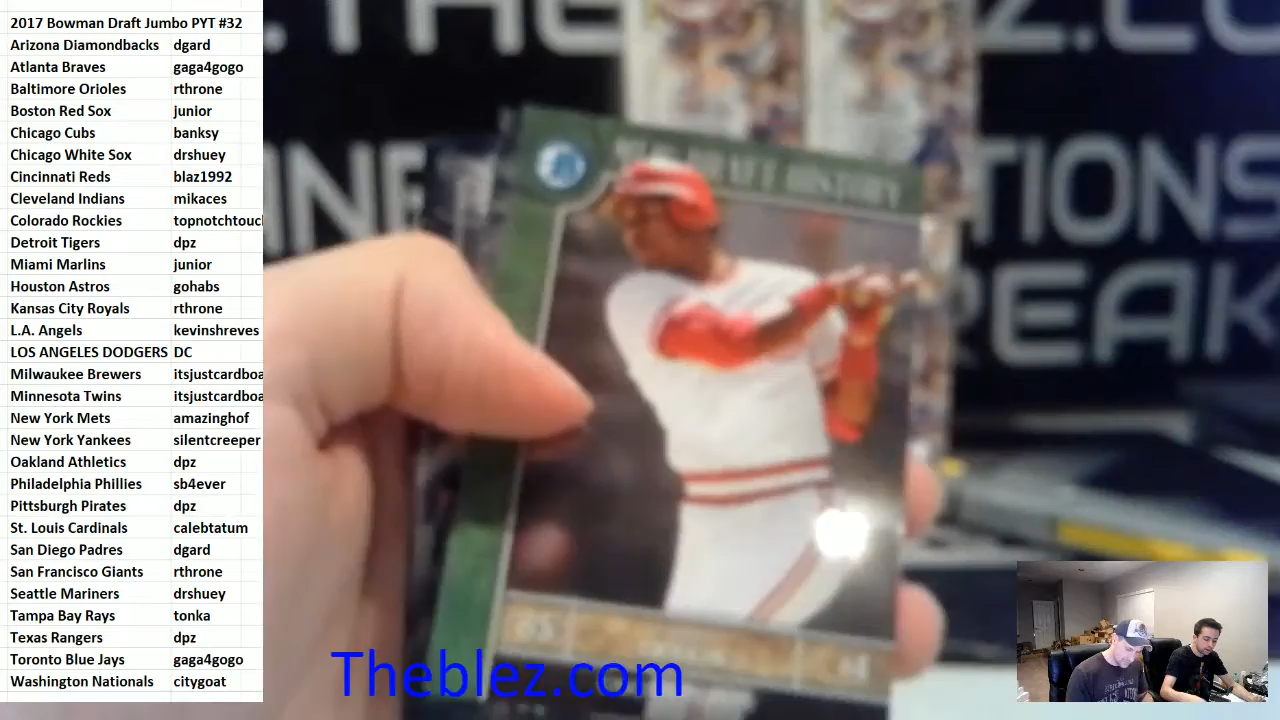 2017 Bowman Draft Jumbo PYT #32
Arizona Diamondbacks dgard
Atlanta Braves gaga4gogo
Baltimore Orioles rthrone
Boston Red Sox junior
Chicago Cubs banksy
Chicago White Sox drshuey
Cincinnati Reds blaz1992
Cleveland Indians mikaces
Colorado Rockies topnotchtouch
Detroit Tigers dpz
Miami Marlins junior
Houston Astros gohabs
Kansas City Royals rthrone
L.A. Angels kevinshreves
LOS ANGELES DODGERS DC
Milwaukee Brewers itsjustcardboa
Minnesota Twins itsjustcardboa
New York Mets amazinghof
New York Yankees silentcreeper
Oakland Athletics dpz
Philadelphia Phillies sb4ever
Pittsburgh Pirates dpz
St. Louis Cardinals calebtatum
San Diego Padres dgard
San Francisco Giants rthrone
Seattle Mariners drshuey
Tampa Bay Rays tonka
Texas Rangers dpz
Toronto Blue Jays gaga4gogo
Washington Nationals citygoat
DRAFT HISTORY
Theblez.com